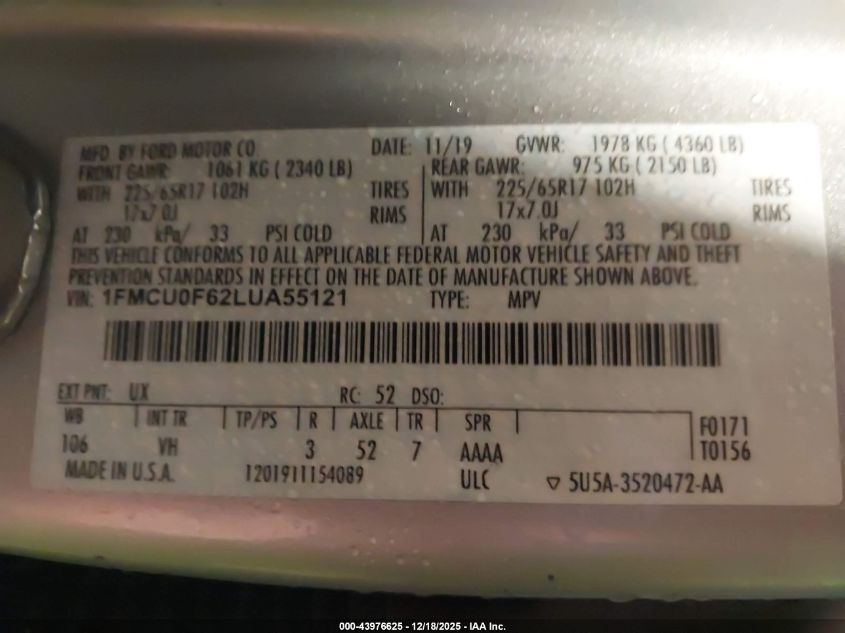 MFD. BY FORD MOTOR CO. DATE: 11/19 GVWR: 1978 KG ( 4360 LB)
FRONT GAWR: 1061 KG ( 2340 LB) REAR GAWR: 975 KG ( 2150 LB)
WITH 225/65R17 102H TIRES WITH 225/65R17 102H TIRES
17x7.0J RIMS 17x7.0J RIMS
AT 230 kPa/ 33 PSI COLD AT 230 kPa/ 33 PSI COLD
THIS VEHICLE CONFORMS TO ALL APPLICABLE FEDERAL MOTOR VEHICLE SAFETY AND THEFT
PREVENTION STANDARDS IN EFFECT ON THE DATE OF MANUFACTURE SHOWN ABOVE.
VIN: 1FMCU0F62LUA55121 TYPE: MPV
EXT PNT: UX RC: 52 DSO:
WB INT TR TP/PS R AXLE TR SPR F0171
106 VH 3 52 7 AAAA T0156
MADE IN U.S.A. 1201911154089 ULC ▽ 5U5A-3520472-AA
000-43976625 - 12/18/2025 - IAA Inc.